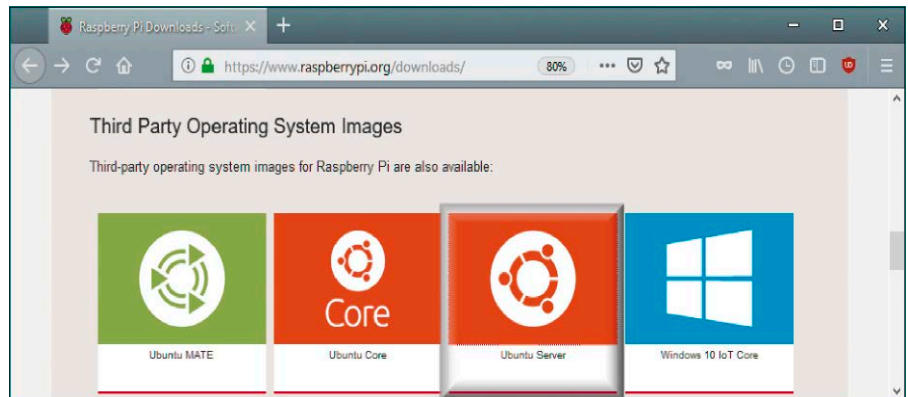 Raspberry Pi Downloads - Soft
https://www.raspberrypi.org/downloads/ 80%
Third Party Operating System Images
Third-party operating system images for Raspberry Pi are also available:
Core
Ubuntu MATE Ubuntu Core Ubuntu Server Windows 10 IoT Core